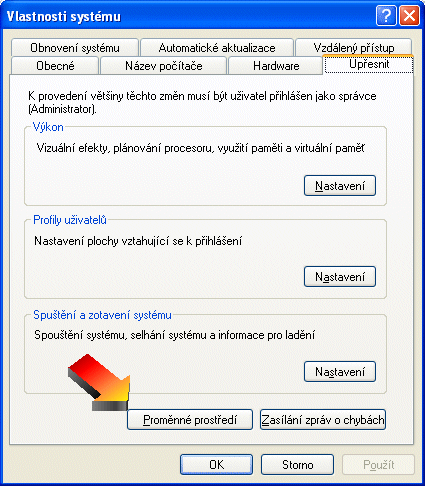 Vlastnosti systému
Obnovení systému Automatické aktualizace Vzdálený přístup
Obecné Název počítače Hardware Upřesnit
K provedení většiny těchto změn musí být uživatel přihlášen jako správce
(Administrator).
Výkon
Vizuální efekty, plánování procesoru, využití paměti a virtuální paměť
Nastavení
Profily uživatelů
Nastavení plochy vztahující se k přihlášení
Nastavení
Spuštění a zotavení systému
Spouštění systému, selhání systému a informace pro ladění
Nastavení
Proměnné prostředí Zasílání zpráv o chybách
OK Storno Použít